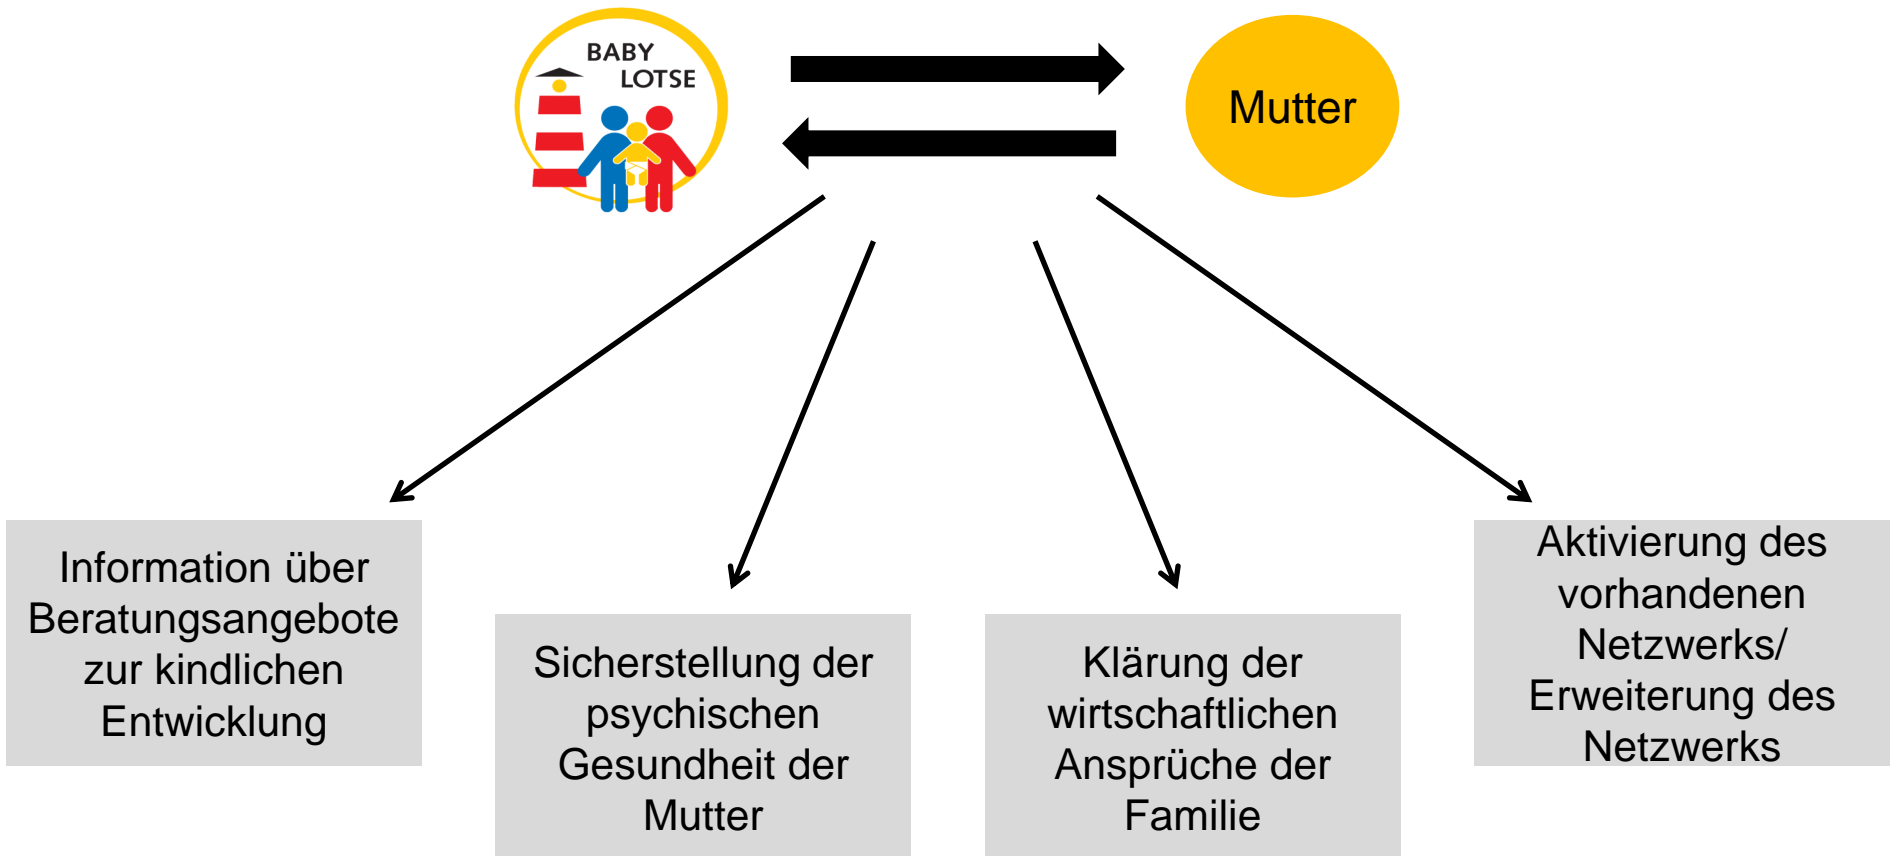 BABY
LOTSE
Mutter
Information über
Beratungsangebote
zur kindlichen
Entwicklung
Sicherstellung der
psychischen
Gesundheit der
Mutter
Klärung der
wirtschaftlichen
Ansprüche der
Familie
Aktivierung des
vorhandenen
Netzwerks/
Erweiterung des
Netzwerks